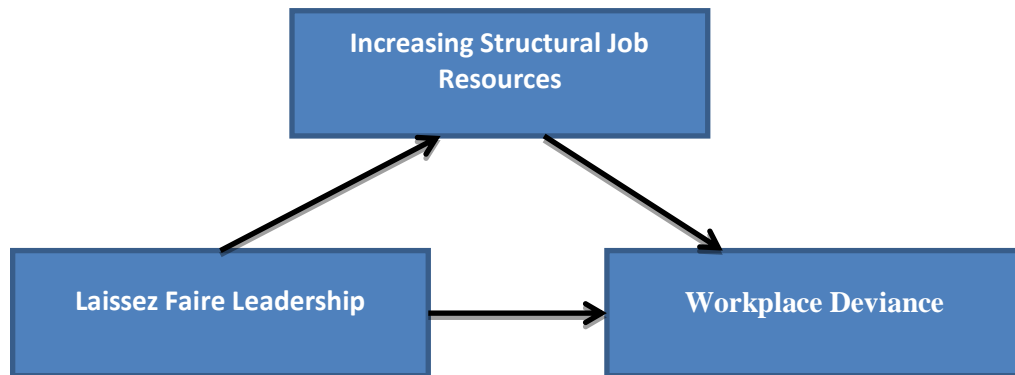 Increasing Structural Job
Resources
Laissez Faire Leadership
Workplace Deviance